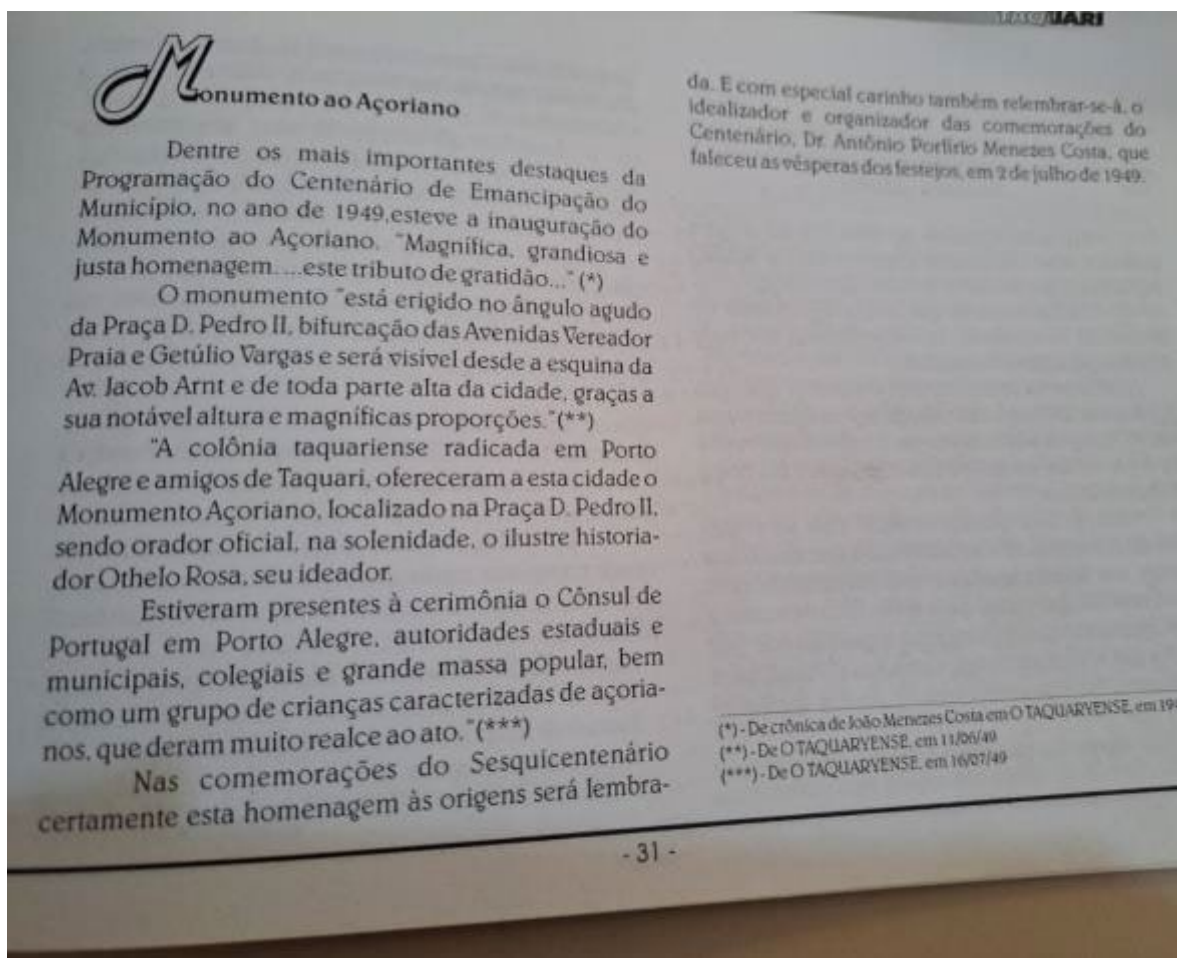 TAQUARI
Monumento ao Açoriano
Dentre os mais importantes destaques da
Programação do Centenário de Emancipação do
Município, no ano de 1949,esteve a inauguração do
Monumento ao Açoriano. "Magnífica, grandiosa e
justa homenagem....este tributo de gratidão..." (*)
O monumento "está erigido no ângulo agudo
da Praça D. Pedro II, bifurcação das Avenidas Vereador
Praia e Getúlio Vargas e será visível desde a esquina da
Av. Jacob Arnt e de toda parte alta da cidade, graças a
sua notável altura e magníficas proporções."(**)
"A colônia taquariense radicada em Porto
Alegre e amigos de Taquari, ofereceram a esta cidade o
Monumento Açoriano, localizado na Praça D. Pedro II,
sendo orador oficial, na solenidade, o ilustre historia-
dor Othelo Rosa, seu ideador.
Estiveram presentes à cerimônia o Cônsul de
Portugal em Porto Alegre, autoridades estaduais e
municipais, colegiais e grande massa popular, bem
como um grupo de crianças caracterizadas de açoria-
nos, que deram muito realce ao ato."(***)
Nas comemorações do Sesquicentenário
certamente esta homenagem às origens será lembra-
da. E com especial carinho também relembrar-se-á, o
idealizador e organizador das comemorações do
Centenário, Dr. Antônio Porfírio Menezes Costa, que
faleceu as vésperas dos festejos, em 2 de julho de 1949.
(*) - De crônica de João Menezes Costa em O TAQUARYENSE, em
(**) - De O TAQUARYENSE, em 11/06/49
(***) - De O TAQUARYENSE, em 16/07/49
- 31 -